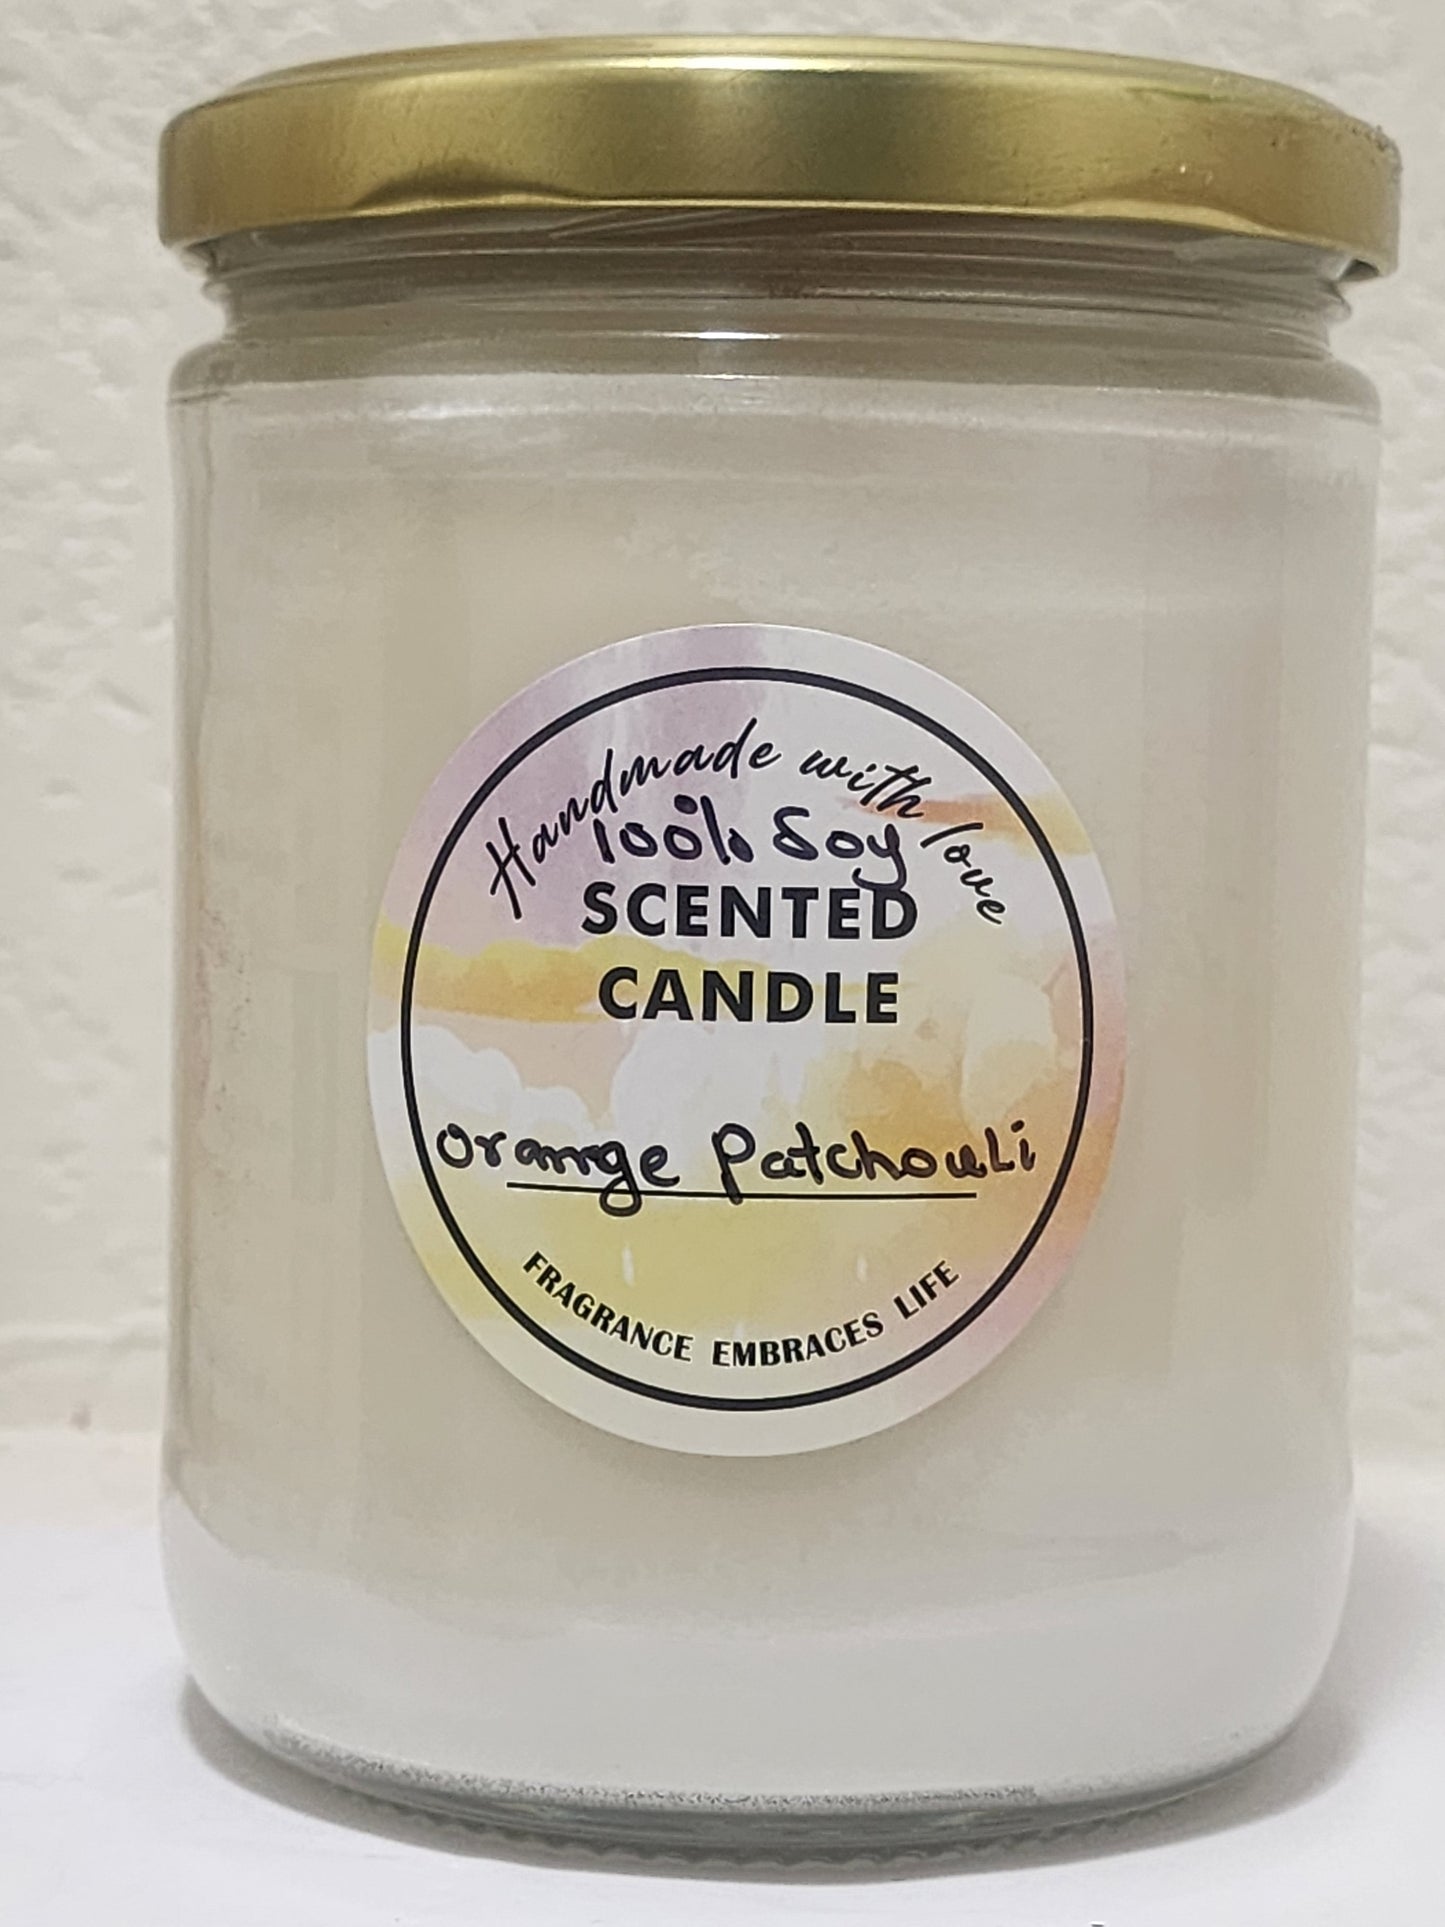 Handmade with love
100% Soy
SCENTED
CANDLE
Orange Patchouli
FRAGRANCE EMBRACES LIFE